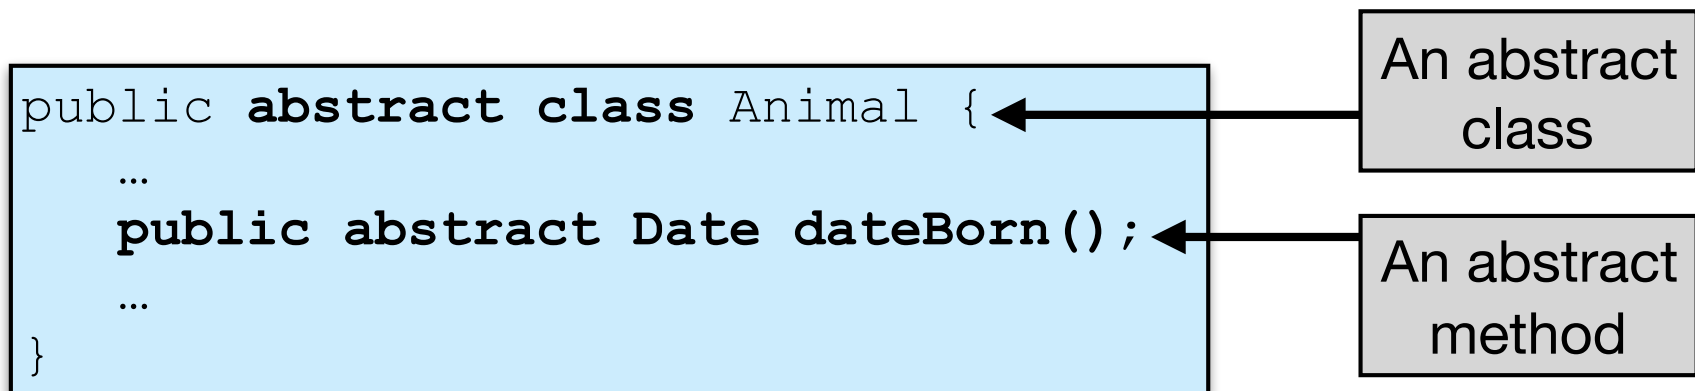 public abstract class Animal {
…
public abstract Date dateBorn();
…
}
An abstract
class
An abstract
method